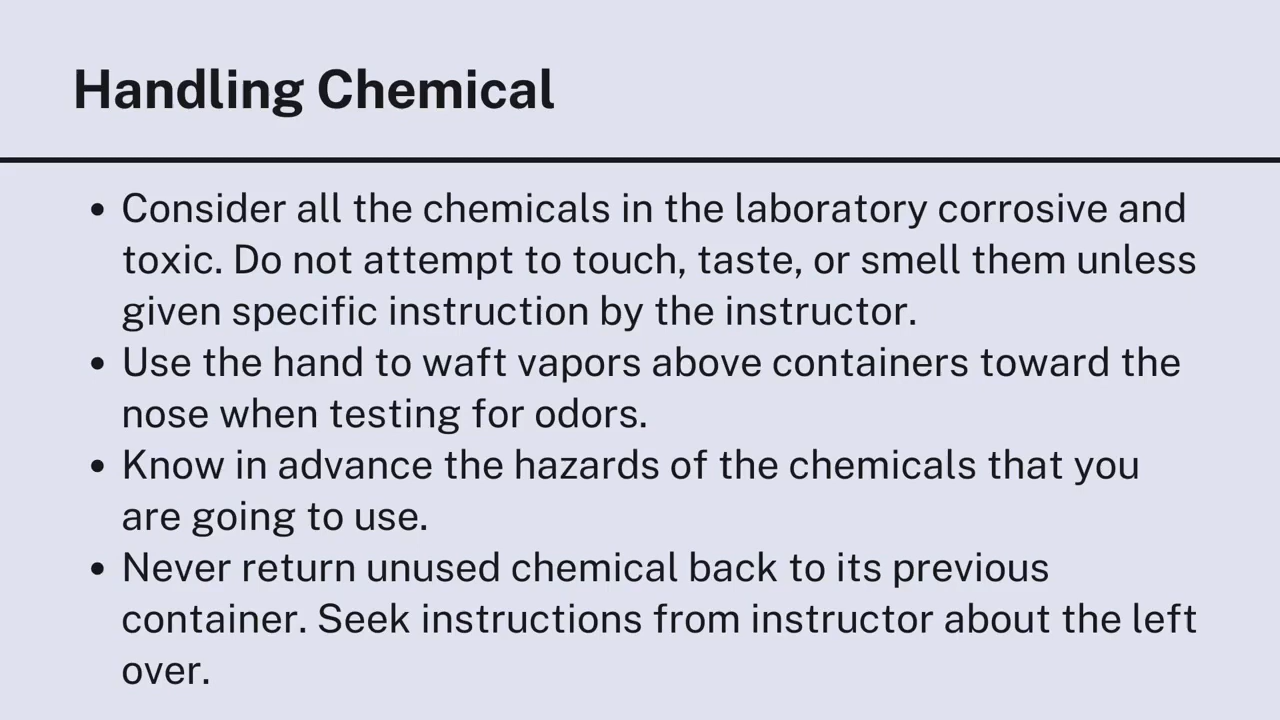 Handling Chemical
• Consider all the chemicals in the laboratory corrosive and
toxic. Do not attempt to touch, taste, or smell them unless
given specific instruction by the instructor.
• Use the hand to waft vapors above containers toward the
nose when testing for odors.
• Know in advance the hazards of the chemicals that you
are going to use.
• Never return unused chemical back to its previous
container. Seek instructions from instructor about the left
over.